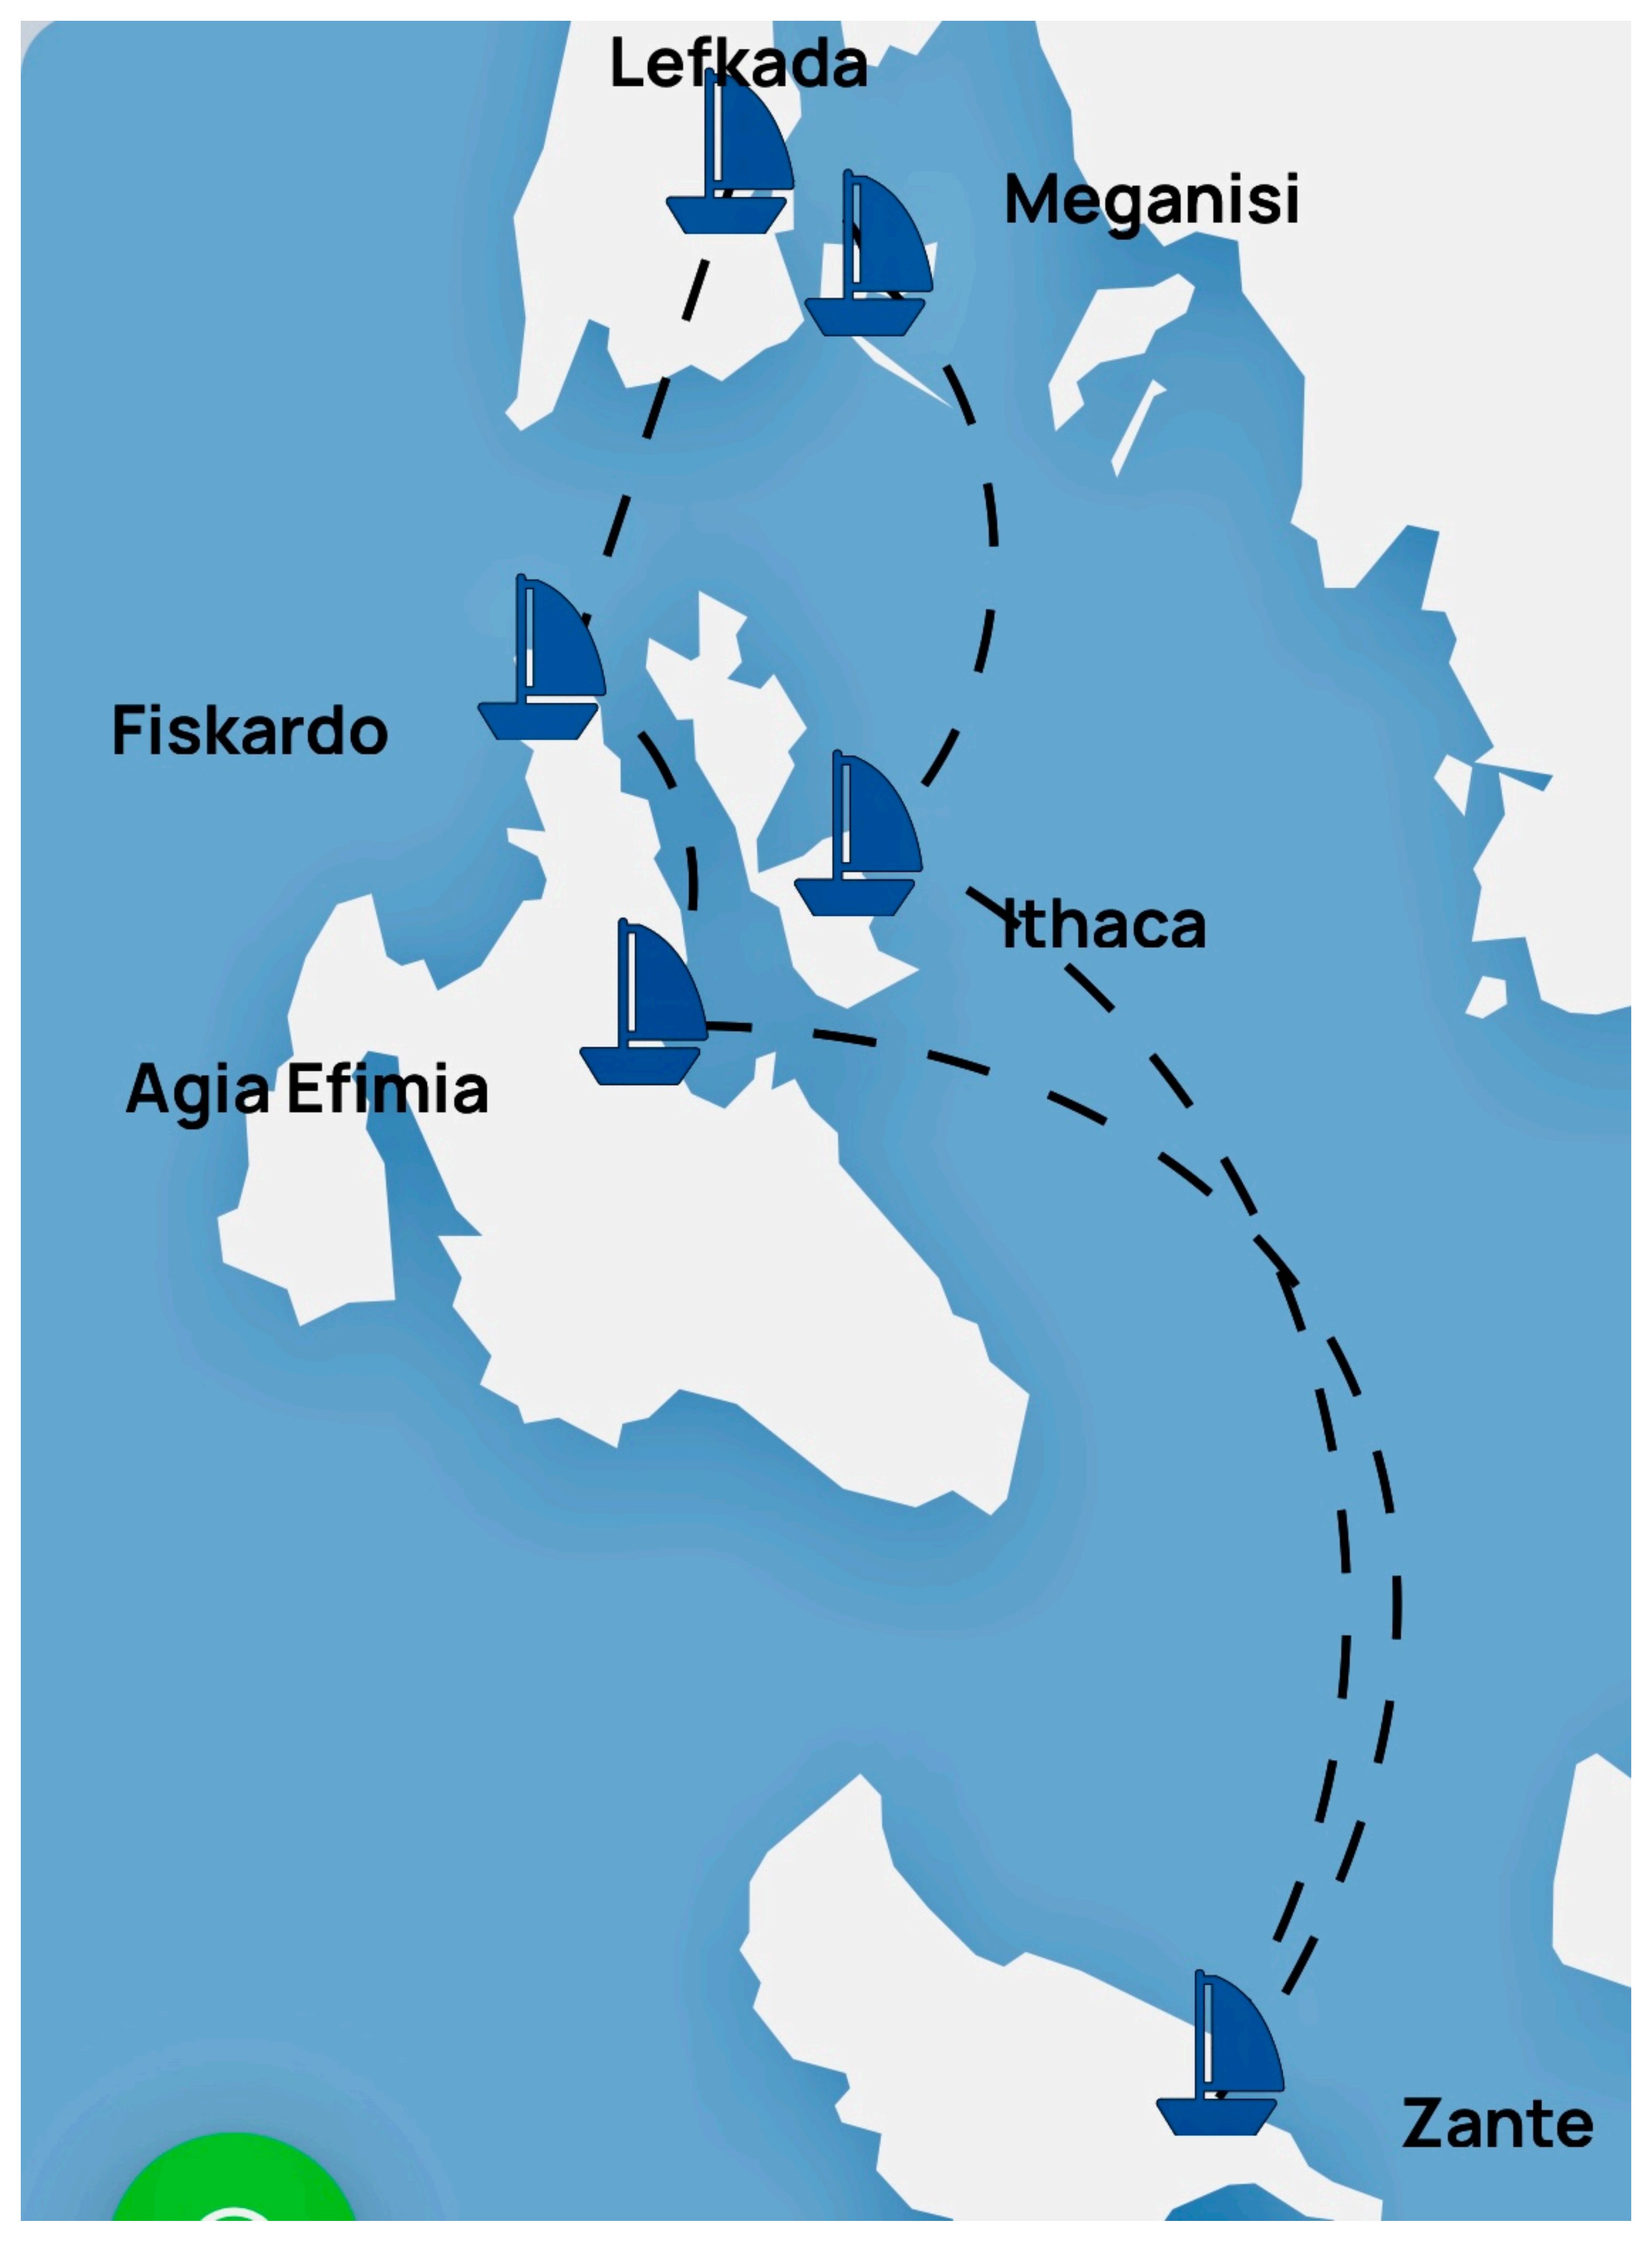 Lefkada
Meganisi
Fiskardo
Ithaca
Agia Efimia
Zante